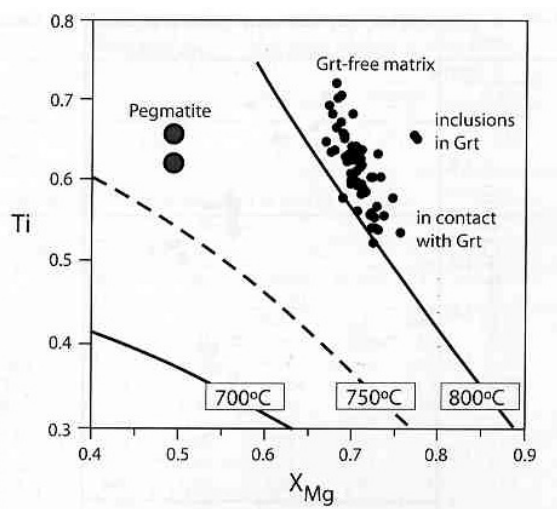 0.8
Grt-free matrix
0.7
Pegmatite
inclusions
in Grt
0.6
Ti
in contact
with Grt
0.5
0.4
700ºC
750ºC
800ºC
0.3
0.4
0.5
0.6
0.7
0.8
0.9
XMg